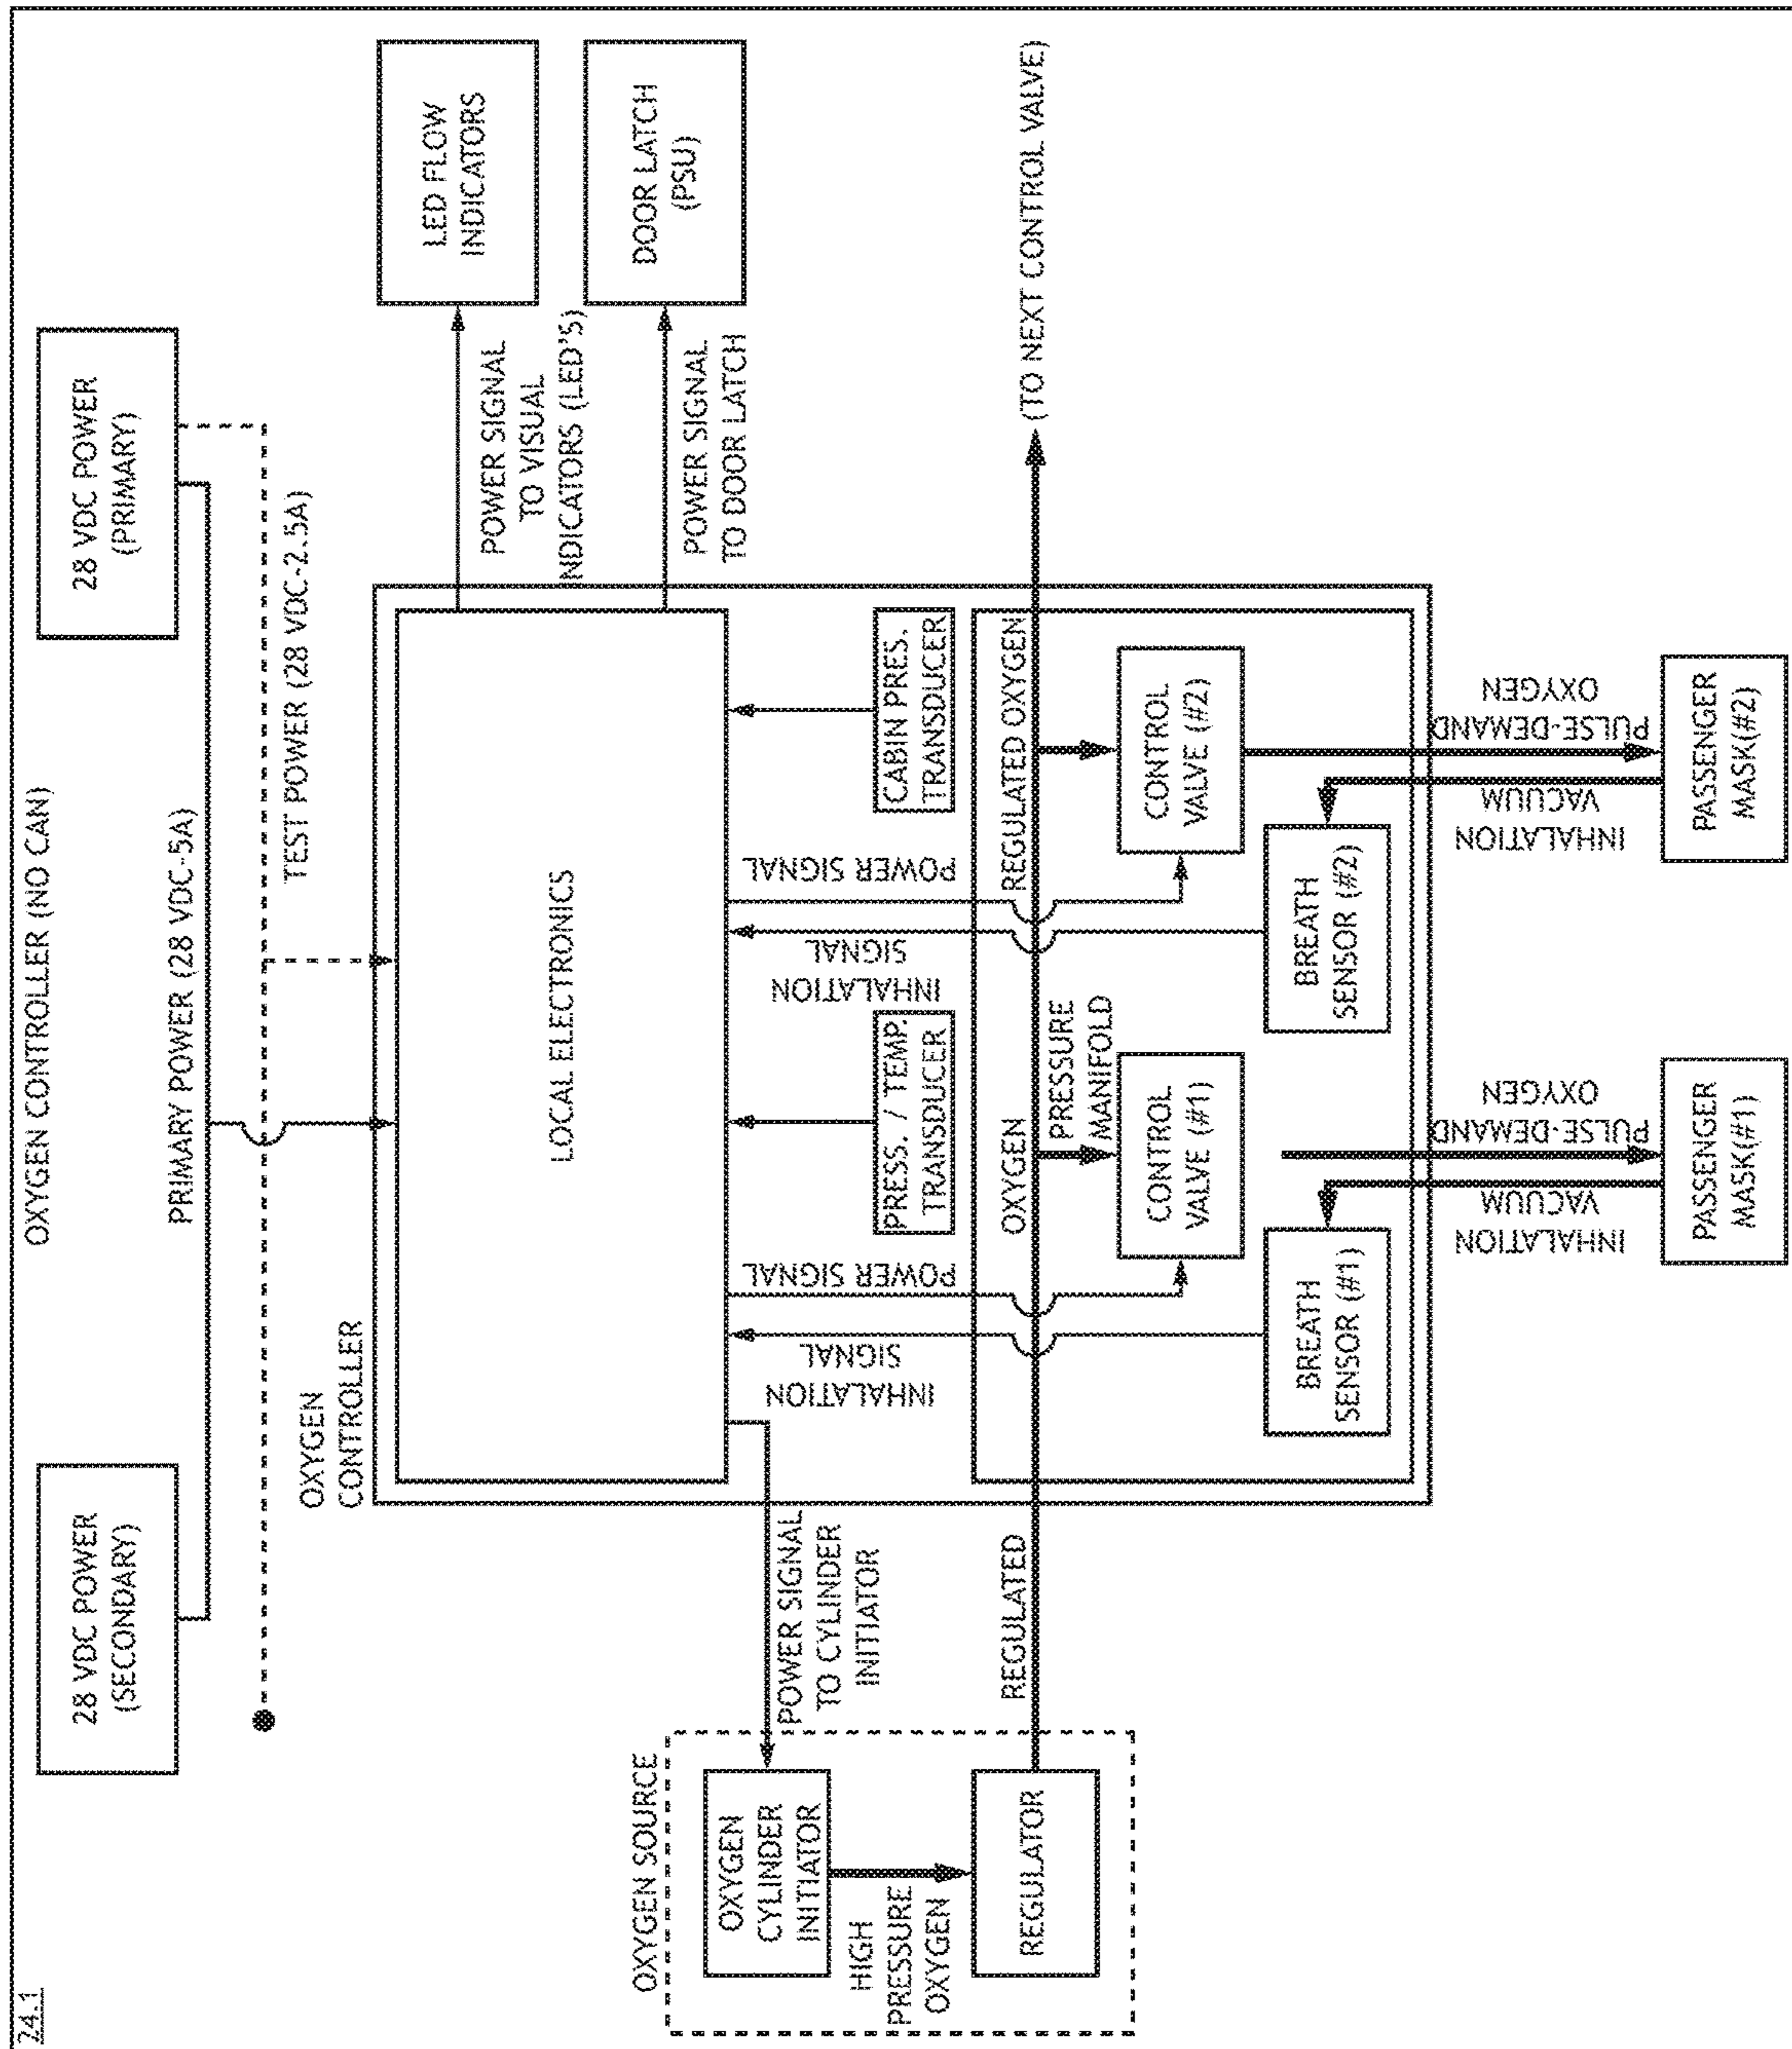 24.1
OXYGEN CONTROLLER (NO CAN)
28 VDC POWER
(SECONDARY)
28 VDC POWER
(PRIMARY)
PRIMARY POWER (28 VDC-5A)
TEST POWER (28 VDC-2.5A)
OXYGEN
CONTROLLER
LOCAL ELECTRONICS
LED FLOW
INDICATORS
POWER SIGNAL
TO VISUAL
INDICATORS (LED'S)
DOOR LATCH
(PSU)
POWER SIGNAL
TO DOOR LATCH
OXYGEN SOURCE
OXYGEN
CYLINDER
INITIATOR
POWER SIGNAL
TO CYLINDER
INITIATOR
HIGH
PRESSURE
OXYGEN
REGULATOR
INHALATION
SIGNAL
POWER SIGNAL
PRESS. / TEMP.
TRANSDUCER
INHALATION
SIGNAL
POWER SIGNAL
CABIN PRES.
TRANSDUCER
REGULATED
OXYGEN
REGULATED OXYGEN
(TO NEXT CONTROL VALVE)
PRESSURE
MANIFOLD
CONTROL
VALVE (#1)
CONTROL
VALVE (#2)
BREATH
SENSOR (#1)
BREATH
SENSOR (#2)
INHALATION
VACUUM
PULSE-DEMAND
OXYGEN
INHALATION
VACUUM
PULSE-DEMAND
OXYGEN
PASSENGER
MASK(#1)
PASSENGER
MASK(#2)